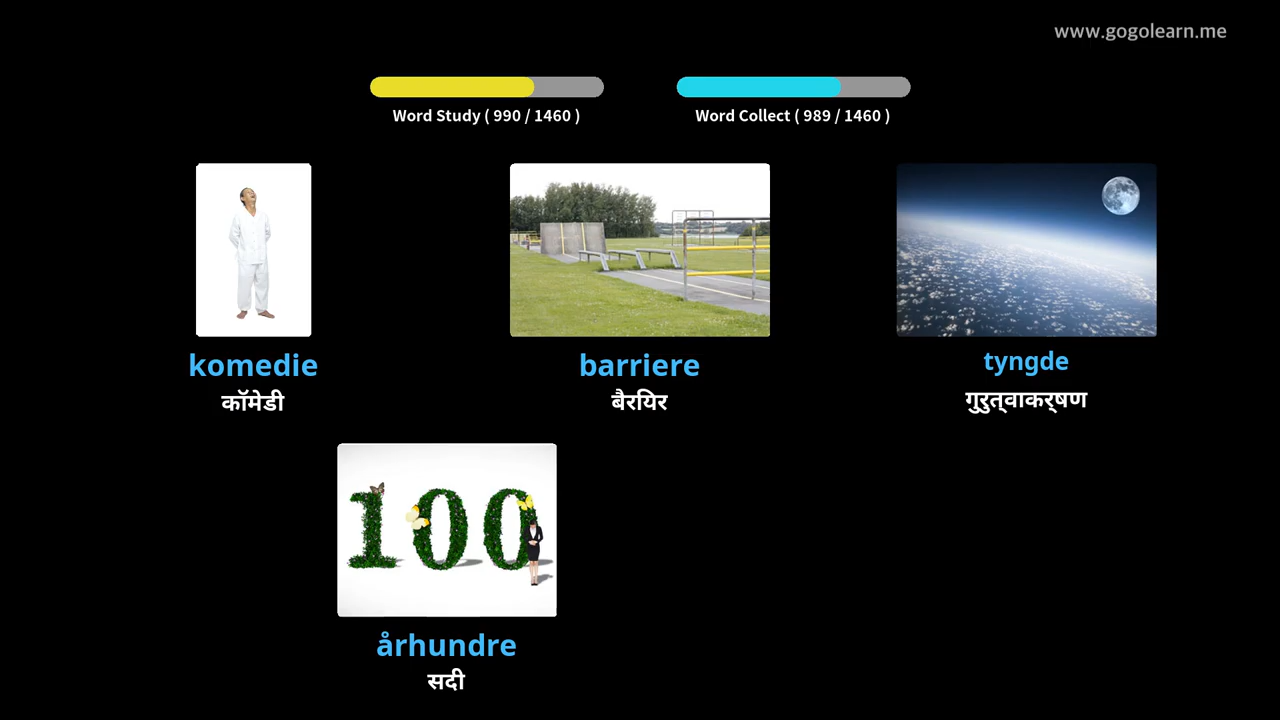 www.gogolearn.me
Word Study ( 990 / 1460 )
Word Collect ( 989 / 1460 )
komedie
कॉमेडी
barriere
बैरयिर
tyngde
गुरुत्वाकर्षण
100
århundre
सदी